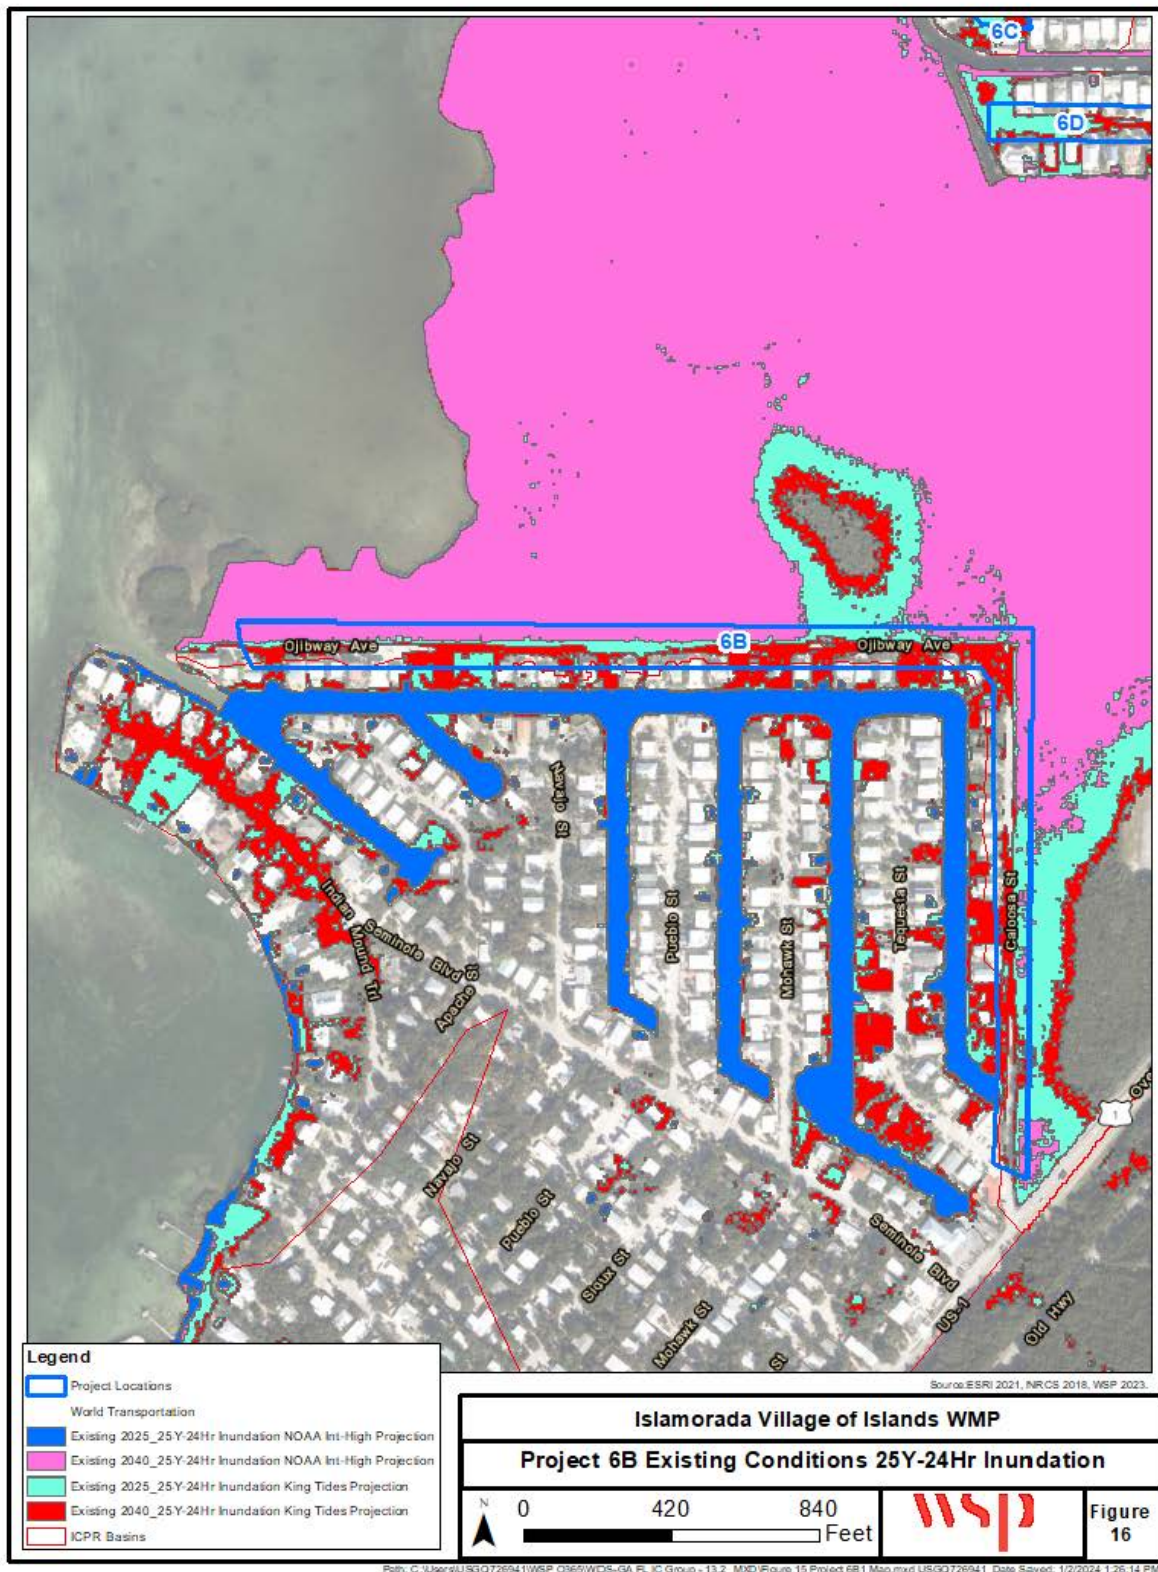 6C
6D
Ojibway Ave
6B
Ojibway Ave
Navajo St
Pueblo St
Mohawk St
Tequesta St
Caloosa St
Indian Mound Trl
Seminole Blvd
Apache St
1
Navajo St
Pueblo St
Sioux St
Mohawk St
St
Seminole Blvd
US-1
Old Hwy
Legend
Project Locations
World Transportation
Existing 2025_25Y-24Hr Inundation NOAA Int-High Projection
Existing 2040_25Y-24Hr Inundation NOAA Int-High Projection
Existing 2025_25Y-24Hr Inundation King Tides Projection
Existing 2040_25Y-24Hr Inundation King Tides Projection
ICPR Basins
Source:ESRI 2021, NRCS 2018, WSP 2023.
Islamorada Village of Islands WMP
Project 6B Existing Conditions 25Y-24Hr Inundation
N
0 420 840
Feet
wsp
Figure
16